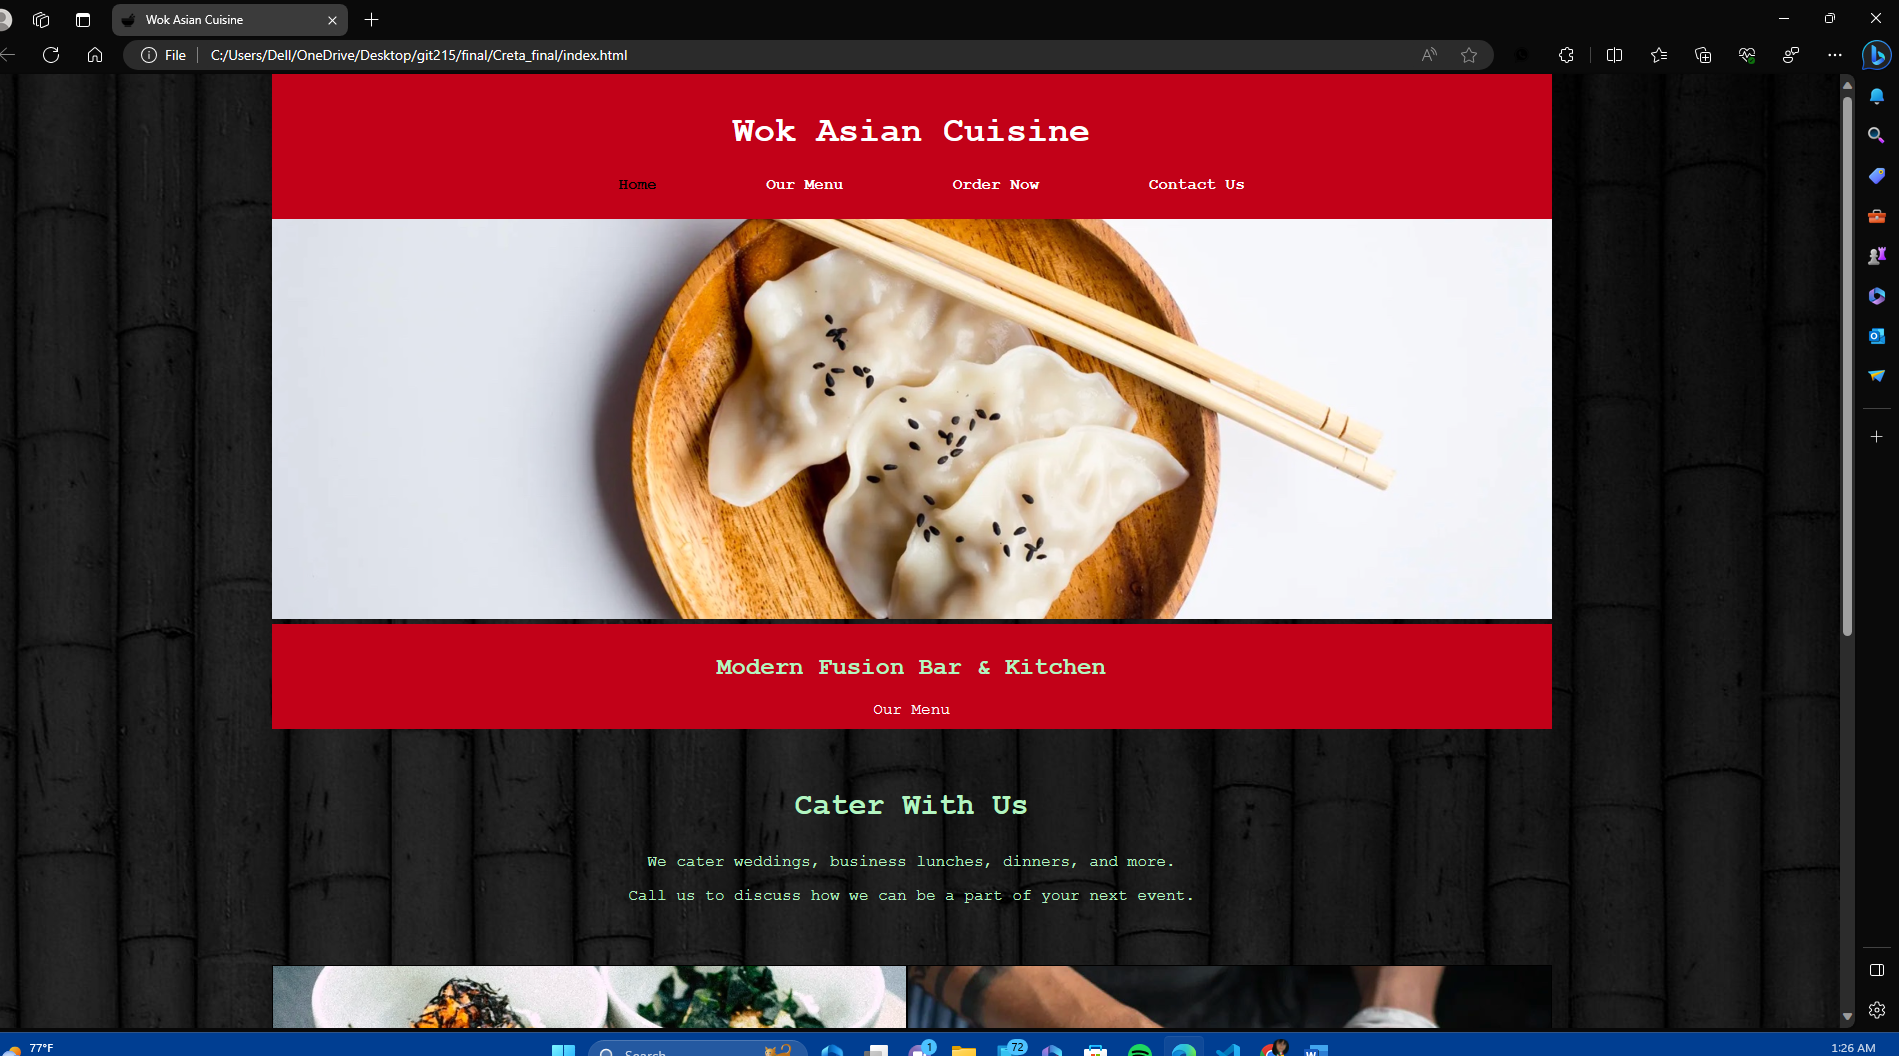 Wok Asian Cuisine
File C:/Users/Dell/OneDrive/Desktop/git215/final/Creta_final/index.html
Wok Asian Cuisine
Home Our Menu Order Now Contact Us
Modern Fusion Bar & Kitchen
Our Menu
Cater With Us
We cater weddings, business lunches, dinners, and more.
Call us to discuss how we can be a part of your next event.
77°F
Search
1
72
1:26 AM